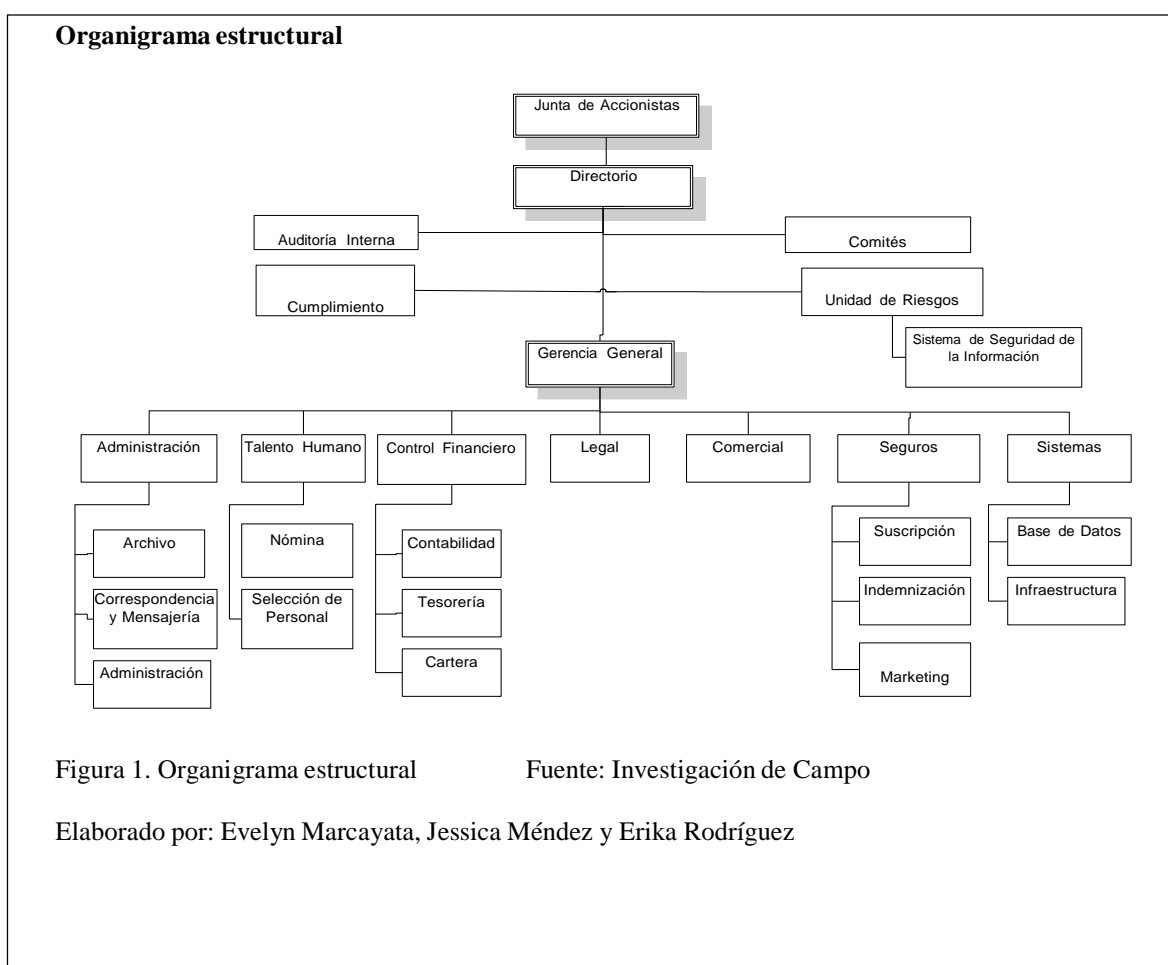 Organigrama estructural
Junta de Accionistas
Directorio
Auditoría Interna
Comités
Cumplimiento
Unidad de Riesgos
Sistema de Seguridad de
la Información
Gerencia General
Administración
Talento Humano
Control Financiero
Legal
Comercial
Seguros
Sistemas
Archivo
Correspondencia
y Mensajería
Administración
Nómina
Selección de
Personal
Contabilidad
Tesorería
Cartera
Suscripción
Indemnización
Marketing
Base de Datos
Infraestructura
Figura 1. Organigrama estructural Fuente: Investigación de Campo
Elaborado por: Evelyn Marcayata, Jessica Méndez y Erika Rodríguez